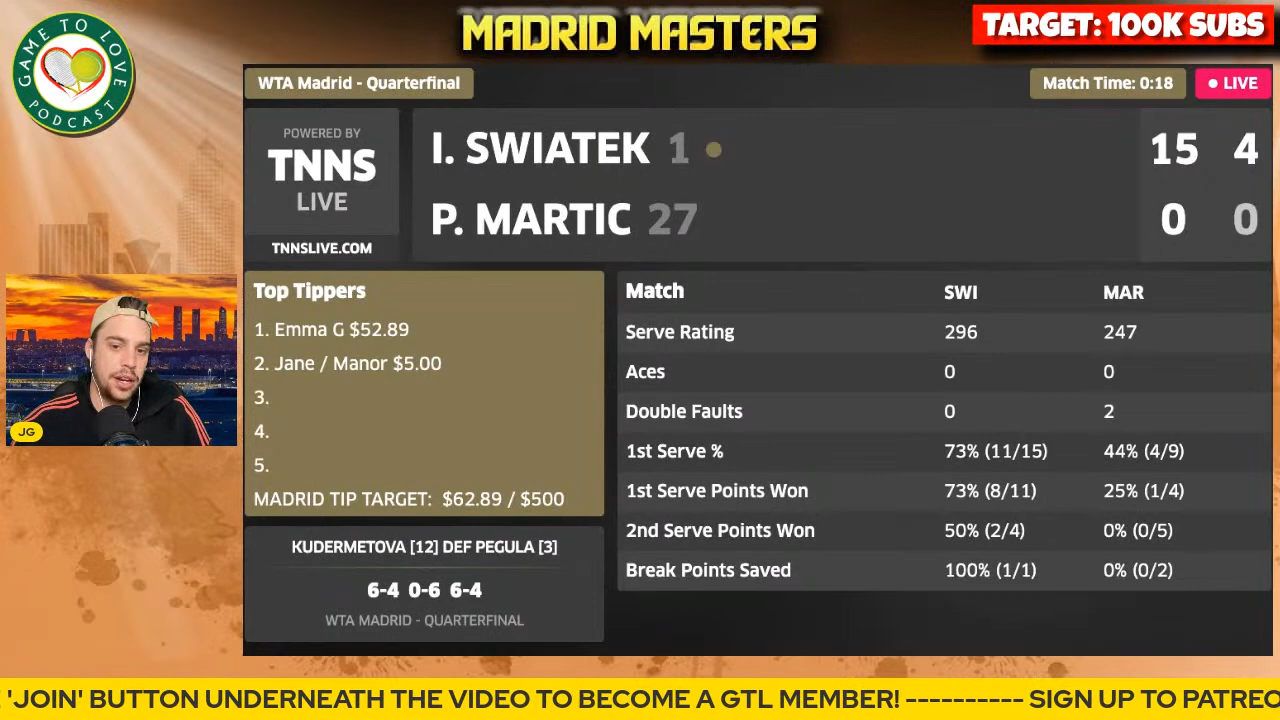 GAME TO LOVE
PODCAST
MADRID MASTERS
TARGET: 100K SUBS
WTA Madrid - Quarterfinal
Match Time: 0:18
LIVE
POWERED BY
TNNS
LIVE
TNNSLIVE.COM
I. SWIATEK 1 15 4
P. MARTIC 27 0 0
JG
Top Tippers
1. Emma G $52.89
2. Jane / Manor $5.00
3.
4.
5.
MADRID TIP TARGET: $62.89 / $500
KUDERMETOVA [12] DEF PEGULA [3]
6-4 0-6 6-4
WTA MADRID - QUARTERFINAL
Match SWI MAR
Serve Rating 296 247
Aces 0 0
Double Faults 0 2
1st Serve % 73% (11/15) 44% (4/9)
1st Serve Points Won 73% (8/11) 25% (1/4)
2nd Serve Points Won 50% (2/4) 0% (0/5)
Break Points Saved 100% (1/1) 0% (0/2)
'JOIN' BUTTON UNDERNEATH THE VIDEO TO BECOME A GTL MEMBER! ---------- SIGN UP TO PATREO